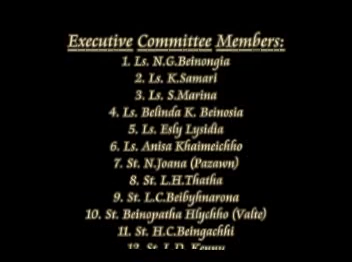 Executive Committee Members:
1. Ls. N.G.Beinongia
2. Ls. K.Samari
3. Ls. S.Marina
4. Ls. Belinda K. Beinosia
5. Ls. Esly Lysidia
6. Ls. Anisa Khaimeichho
7. St. N.Joana (Pazawn)
8. St. L.H.Thatha
9. St. L.C.Beibyhnarona
10. St. Beinopatha Hlychho (Valte)
11. St. H.C.Beingachhi
12. St. L.D.